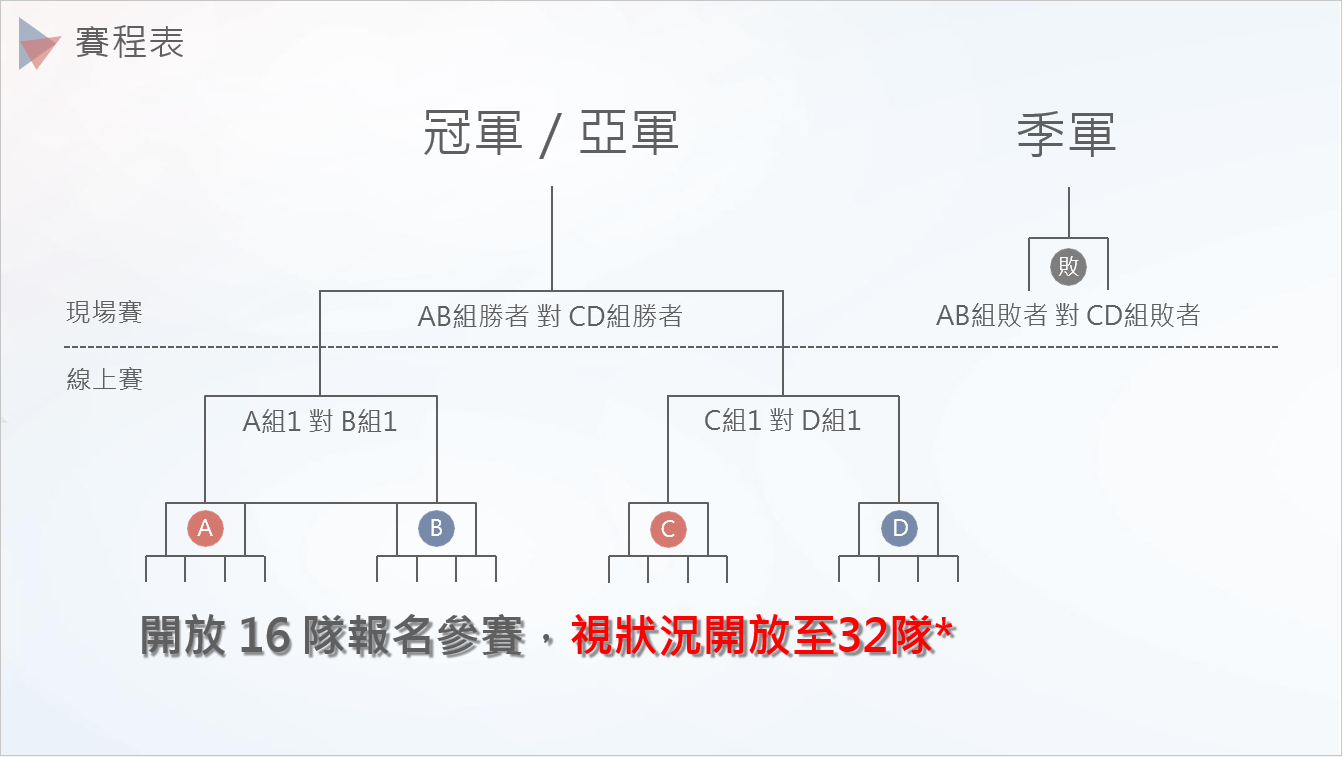 賽程表
冠軍 / 亞軍
季軍
敗
現場賽
AB組勝者 對 CD組勝者
AB組敗者 對 CD組敗者
線上賽
A組1 對 B組1
C組1 對 D組1
A
B
C
D
開放 16 隊報名參賽，視狀況開放至32隊*